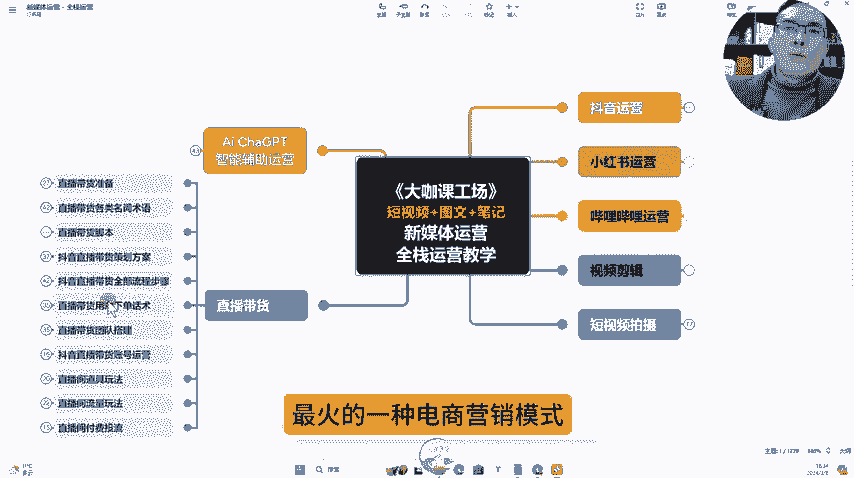 新媒体运营 - 全栈运营
Ai ChaGPT
智能辅助运营
直播带货准备
直播带货各类名词术语
直播带货脚本
抖音直播带货策划方案
抖音直播带货全部流程步骤
下单话术
直播带货团队搭建
抖音直播带货账号运营
直播间道具玩法
直播间流量玩法
直播间付费投流
直播带货
《大咖课工场》
短视频+图文+笔记
新媒体运营
全栈运营教学
抖音运营
小红书运营
哔哩哔哩运营
视频剪辑
短视频拍摄
最火的一种电商营销模式